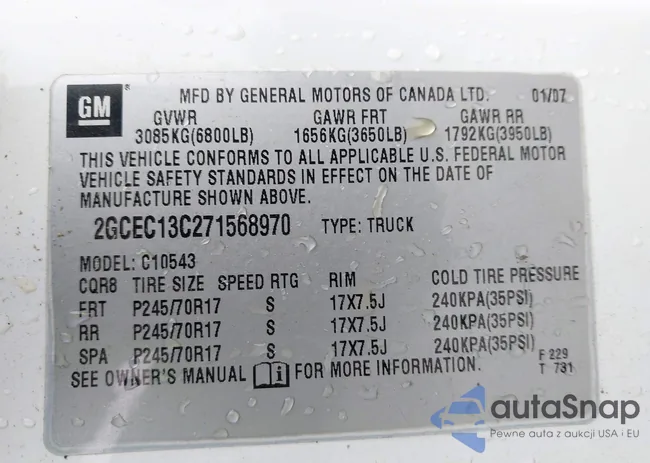 GM
MFD BY GENERAL MOTORS OF CANADA LTD. 01/07
GVWR GAWR FRT GAWR RR
3085KG(6800LB) 1656KG(3650LB) 1792KG(3950LB)
THIS VEHICLE CONFORMS TO ALL APPLICABLE U.S. FEDERAL MOTOR
VEHICLE SAFETY STANDARDS IN EFFECT ON THE DATE OF
MANUFACTURE SHOWN ABOVE.
2GCEC13C271568970 TYPE: TRUCK
MODEL: C10543
CQR8 TIRE SIZE SPEED RTG RIM COLD TIRE PRESSURE
FRT P245/70R17 S 17X7.5J 240KPA(35PSI)
RR P245/70R17 S 17X7.5J 240KPA(35PSI)
SPA P245/70R17 S 17X7.5J 240KPA(35PSI)
SEE OWNER'S MANUAL FOR MORE INFORMATION.
F 229
T 731
autaSnap
Pewne auta z aukcji USA i EU